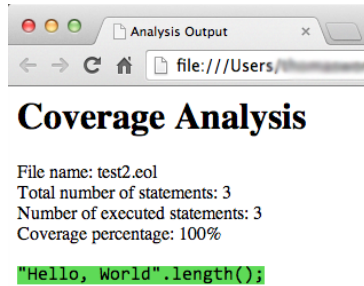 Analysis Output
file:///Users/
Coverage Analysis
File name: test2.eol
Total number of statements: 3
Number of executed statements: 3
Coverage percentage: 100%
"Hello, World".length();